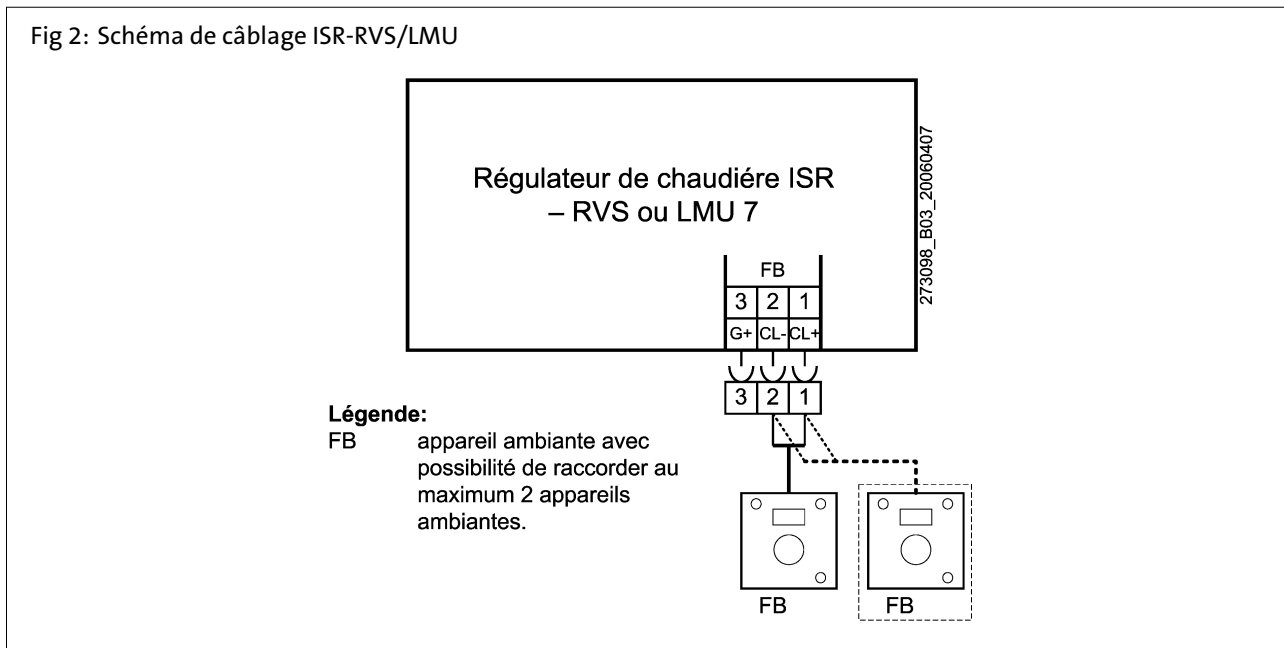 Fig 2: Schéma de câblage ISR-RVS/LMU
Régulateur de chaudiére ISR
– RVS ou LMU 7
273098_B03_20060407
FB
3 2 1
G+ CL- CL+
3 2 1
Légende:
FB appareil ambiante avec
possibilité de raccorder au
maximum 2 appareils
ambiantes.
FB
FB